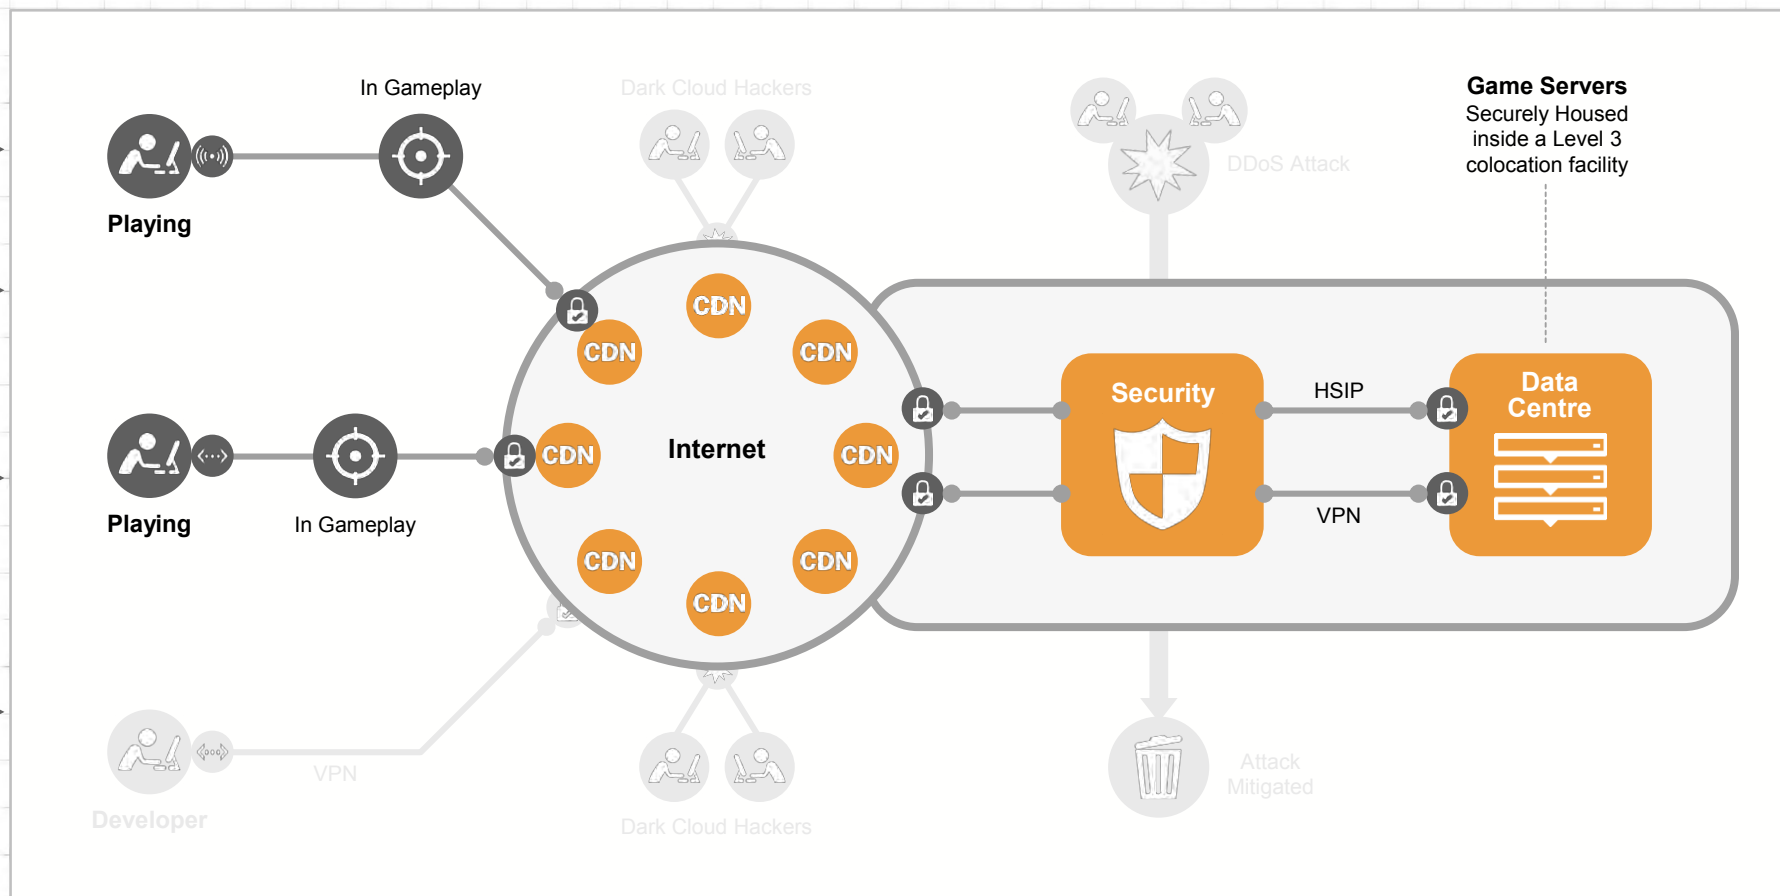 In Gameplay
Playing
Dark Cloud Hackers
DDoS Attack
Game Servers
Securely Housed
inside a Level 3
colocation facility
CDN
CDN
CDN
CDN
CDN
CDN
CDN
CDN
Internet
Playing
In Gameplay
Security
HSIP
VPN
Data
Centre
Developer
VPN
Dark Cloud Hackers
Attack
Mitigated